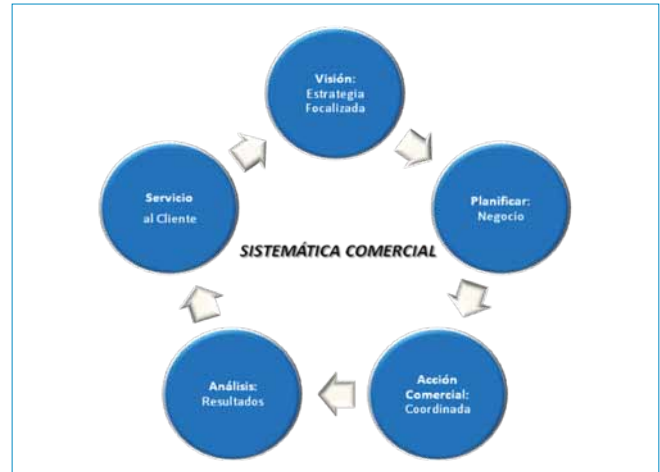 Visión:
Estrategia
Focalizada
Planificar:
Negocio
Acción
Comercial:
Coordinada
Análisis:
Resultados
Servicio
al Cliente
SISTEMÁTICA COMERCIAL